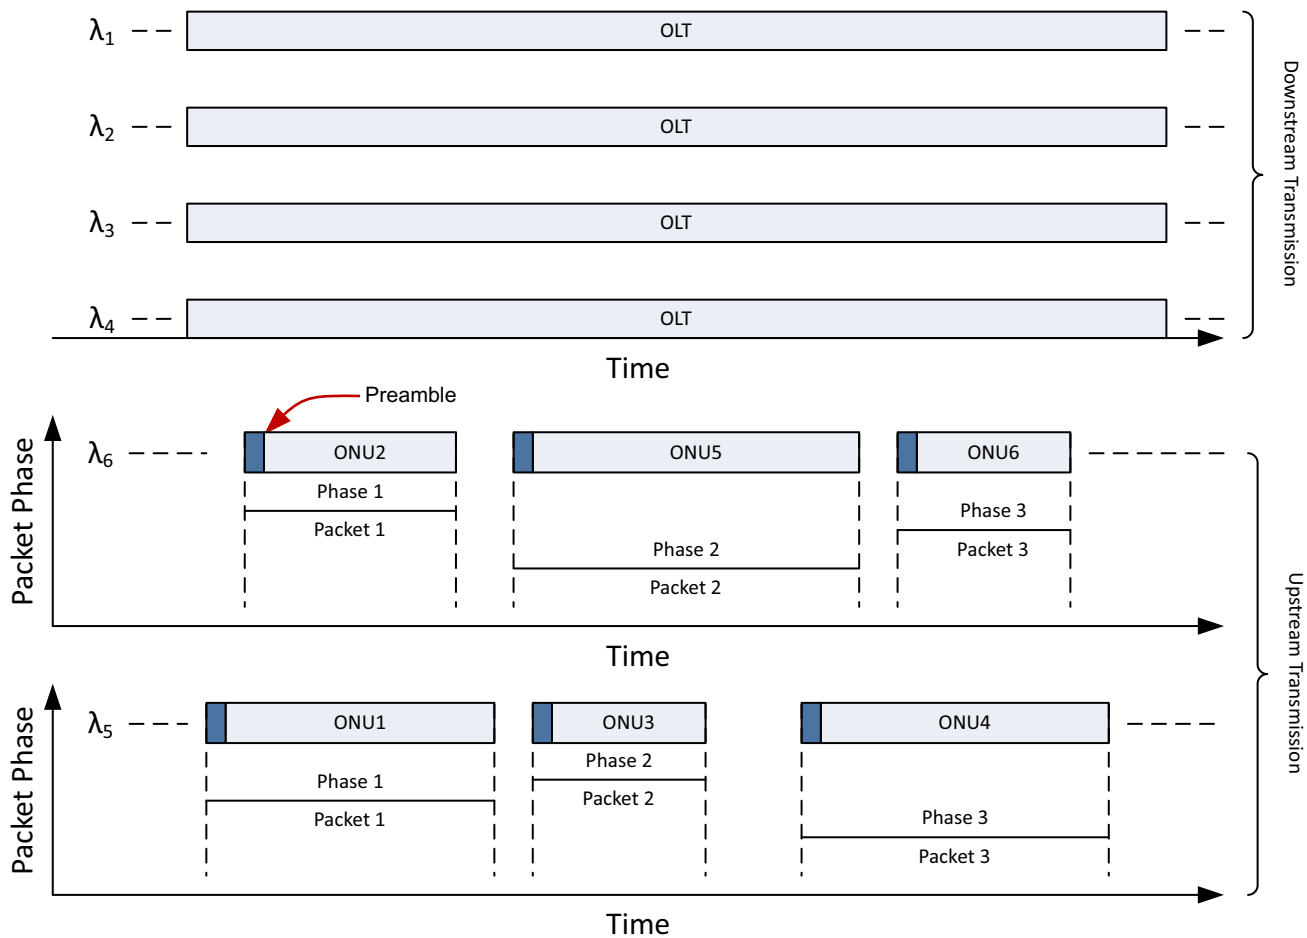 λ1 OLT
λ2 OLT
λ3 OLT
λ4 OLT
Time
Downstream Transmission
Preamble
Packet Phase
λ6 ONU2 ONU5 ONU6
Phase 1
Packet 1
Phase 2
Packet 2
Phase 3
Packet 3
Time
Packet Phase
λ5 ONU1 ONU3 ONU4
Phase 1
Packet 1
Phase 2
Packet 2
Phase 3
Packet 3
Time
Upstream Transmission